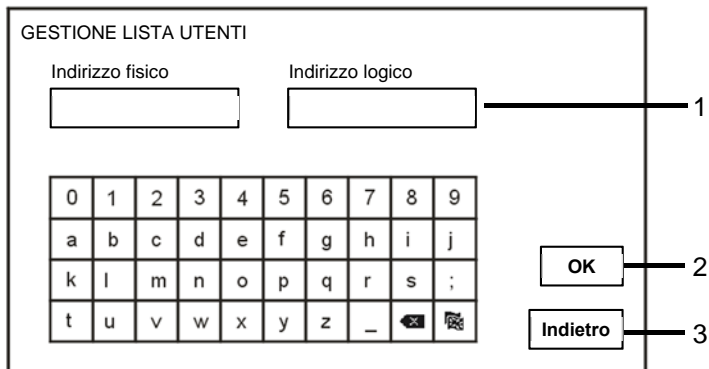 GESTIONE LISTA UTENTI
Indirizzo fisico Indirizzo logico
1
0 1 2 3 4 5 6 7 8 9
a b c d e f g h i j
k l m n o p q r s ;
t u v w x y z _
OK 2
Indietro 3